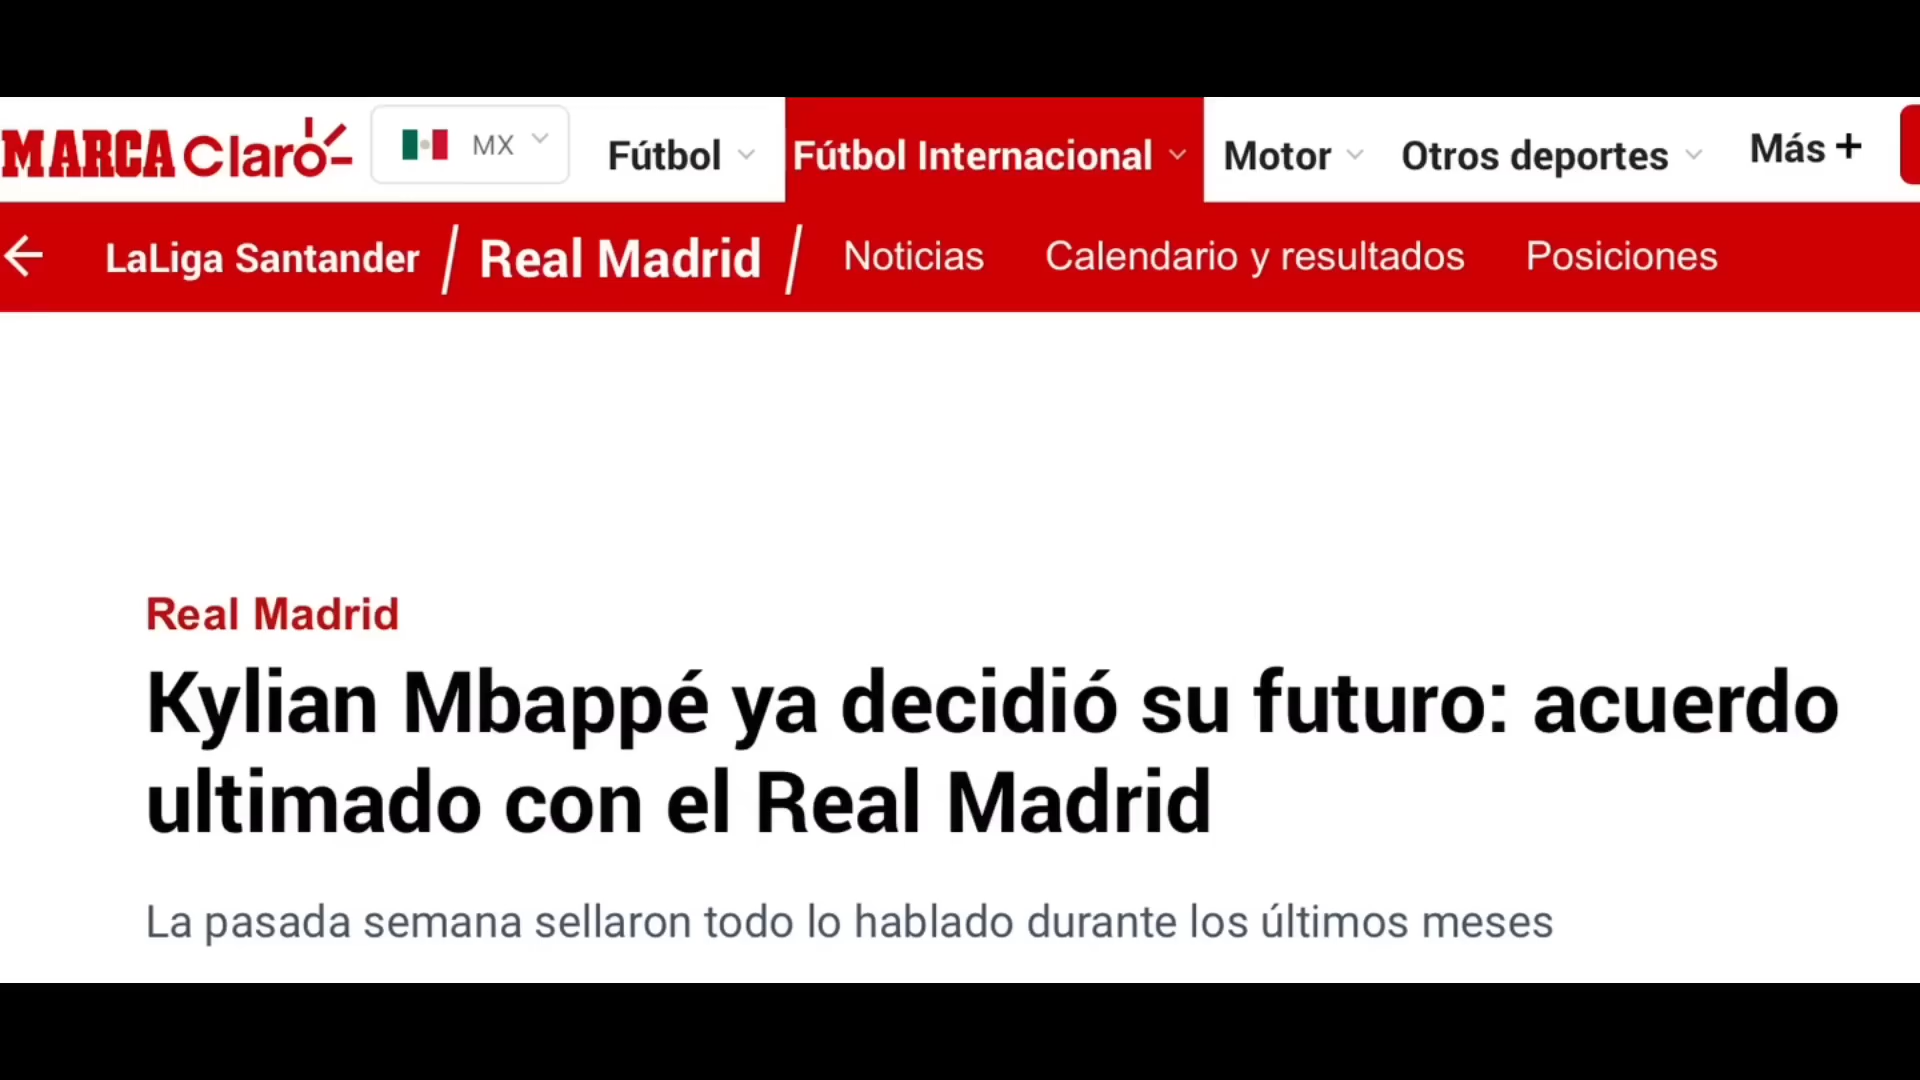 MARCA Claro MX Fútbol Fútbol Internacional Motor Otros deportes Más +
LaLiga Santander / Real Madrid / Noticias Calendario y resultados Posiciones
Real Madrid
Kylian Mbappé ya decidió su futuro: acuerdo
ultimado con el Real Madrid
La pasada semana sellaron todo lo hablado durante los últimos meses